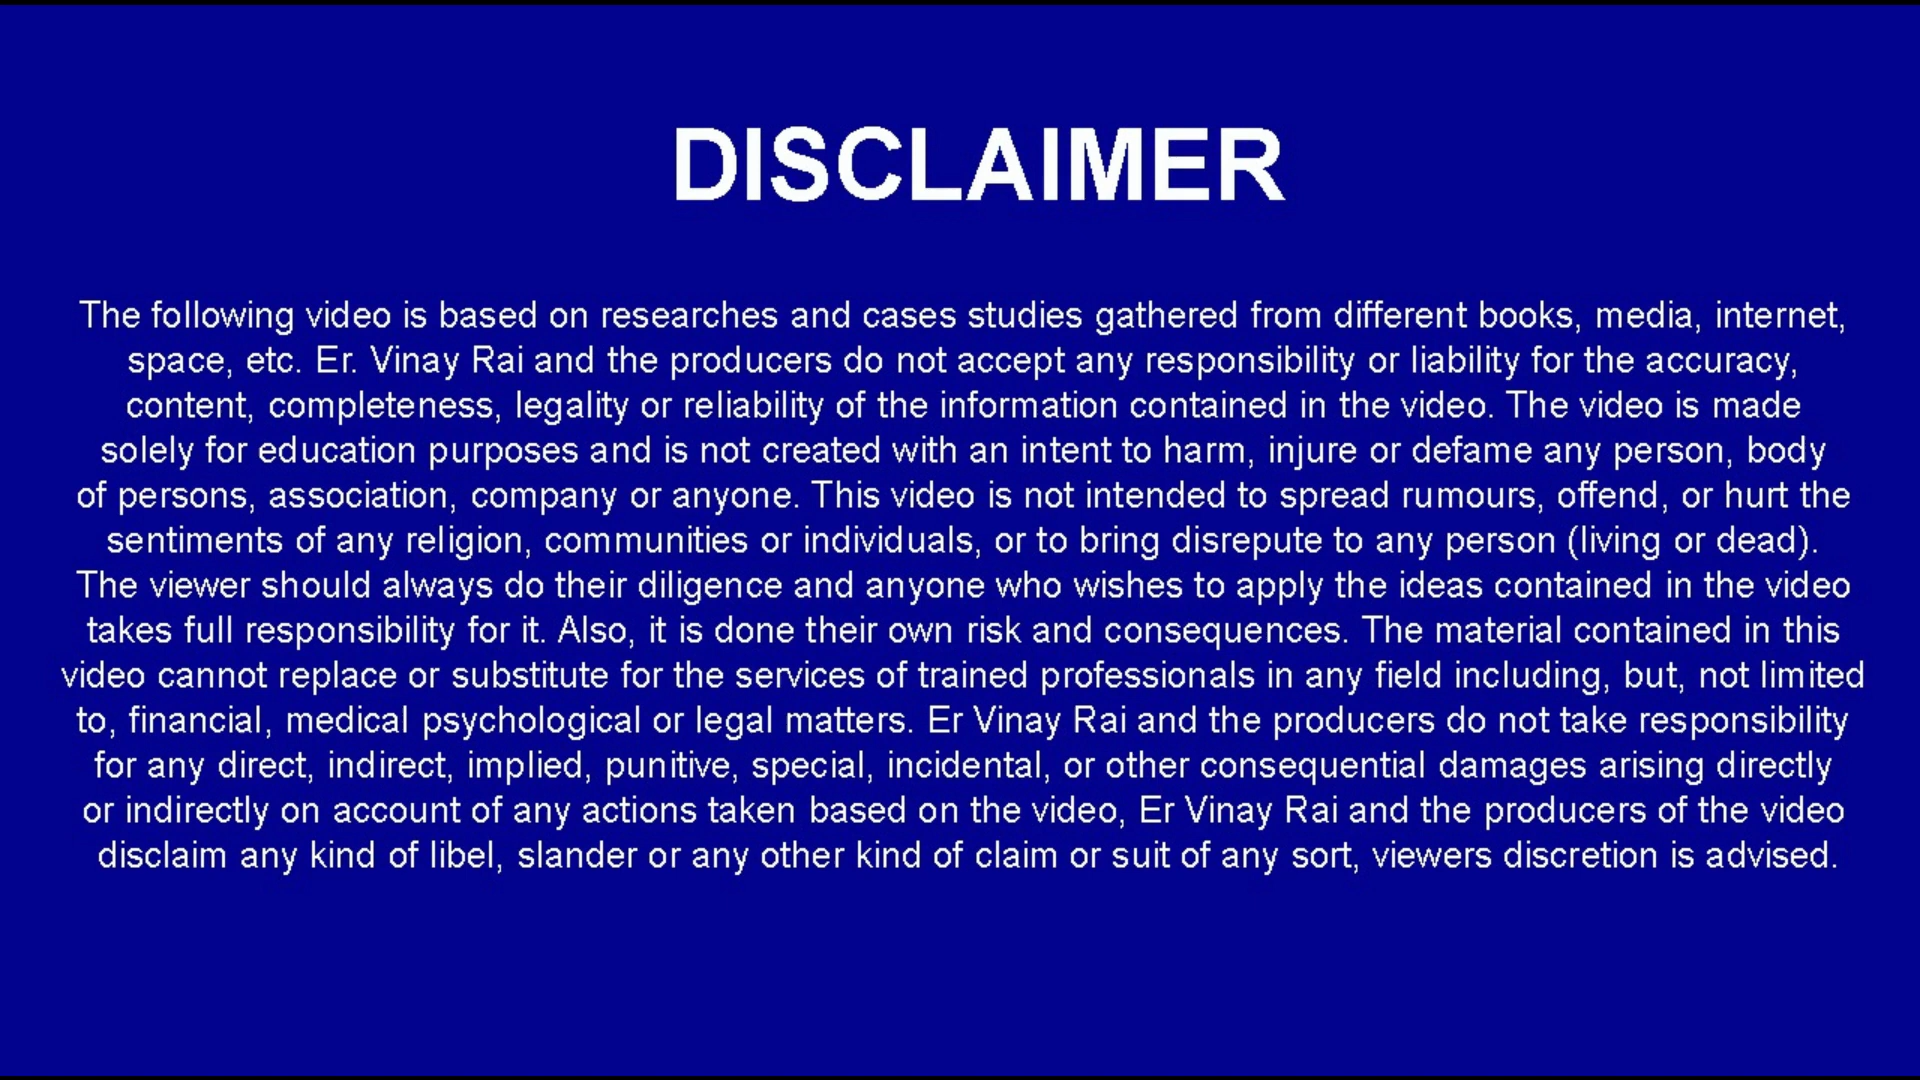 DISCLAIMER
The following video is based on researches and cases studies gathered from different books, media, internet,
space, etc. Er. Vinay Rai and the producers do not accept any responsibility or liability for the accuracy,
content, completeness, legality or reliability of the information contained in the video. The video is made
solely for education purposes and is not created with an intent to harm, injure or defame any person, body
of persons, association, company or anyone. This video is not intended to spread rumours, offend, or hurt the
sentiments of any religion, communities or individuals, or to bring disrepute to any person (living or dead).
The viewer should always do their diligence and anyone who wishes to apply the ideas contained in the video
takes full responsibility for it. Also, it is done their own risk and consequences. The material contained in this
video cannot replace or substitute for the services of trained professionals in any field including, but, not limited
to, financial, medical psychological or legal matters. Er Vinay Rai and the producers do not take responsibility
for any direct, indirect, implied, punitive, special, incidental, or other consequential damages arising directly
or indirectly on account of any actions taken based on the video, Er Vinay Rai and the producers of the video
disclaim any kind of libel, slander or any other kind of claim or suit of any sort, viewers discretion is advised.